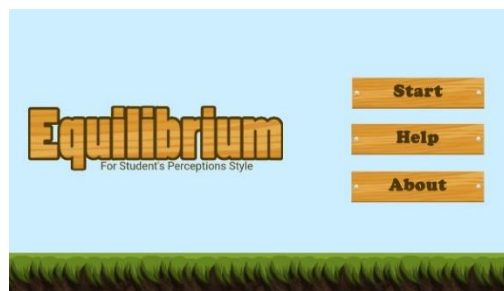 Equilibrium
For Student's Perceptions Style
Start
Help
About